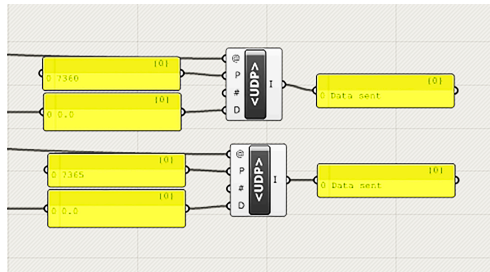 {0}
0 7360
{0}
0 0.0
@
P
#
D
<UDP>
I
{0}
0 Data sent
{0}
0 7365
{0}
0 0.0
@
P
#
D
<UDP>
I
{0}
0 Data sent